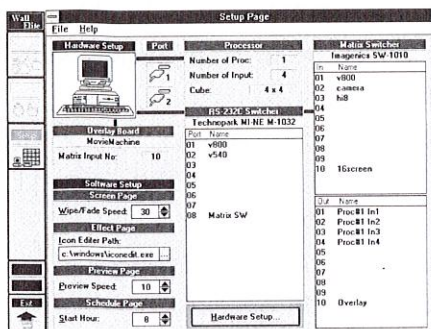 Wall
Elite
Setup Page
File Help
Hardware Setup
Port
1
2
Overlay Board
MovieMachine
Matrix Input No: 10
Software Setup
Screen Page
Wipe/Fade Speed: 30
Effect Page
Icon Editer Path:
c:\windows\iconedit.exe ...
Preview Page
Preview Speed: 10
Schedule Page
Start Hour: 8
Exit
Processor
Number of Proc: 1
Number of Input: 4
Cube: 4 x 4
RS-232C Switcher
Technopark MI-NE M-1032
Port Name
01 v800
02 v540
03
04
05
06
07
08 Matrix SW
Hardware Setup...
Matrix Switcher
Imagenics SW-1010
In Name
01 v800
02 camera
03 hi8
04
05
06
07
08
09
10 16screen
Out Name
01 Proc#1 In1
02 Proc#1 In2
03 Proc#1 In3
04 Proc#1 In4
05
06
07
08
09
10 Overlay